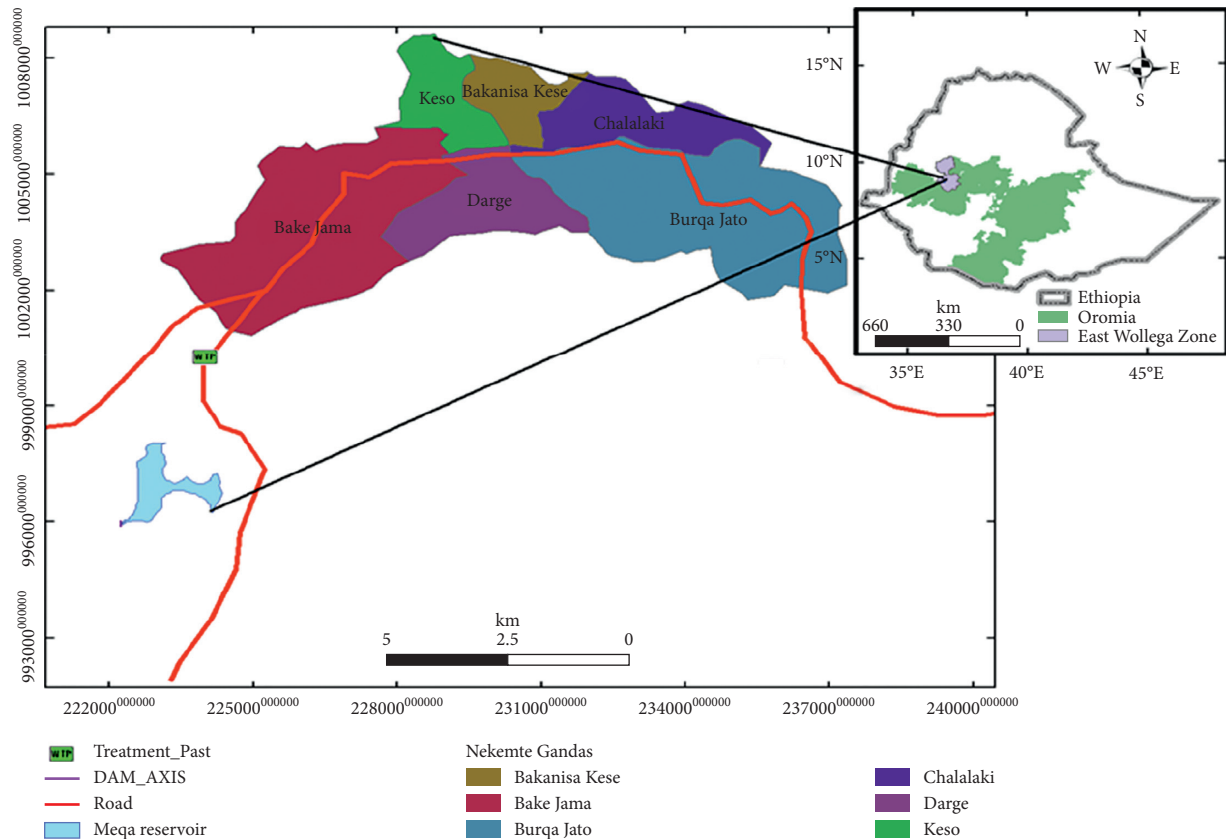 1008000000000
1005000000000
1002000000000
999000000000
996000000000
993000000000
222000000000
225000000000
228000000000
231000000000
234000000000
237000000000
240000000000
Keso
Bakanisa Kese
Chalalaki
Bake Jama
Darge
Burqa Jato
WTP
km
5 2.5 0
N
W E
S
15°N
10°N
5°N
35°E 40°E 45°E
km
660 330 0
Ethiopia
Oromia
East Wollega Zone
WTP Treatment_Past
DAM_AXIS
Road
Meqa reservoir
Nekemte Gandas
Bakanisa Kese
Bake Jama
Burqa Jato
Chalalaki
Darge
Keso